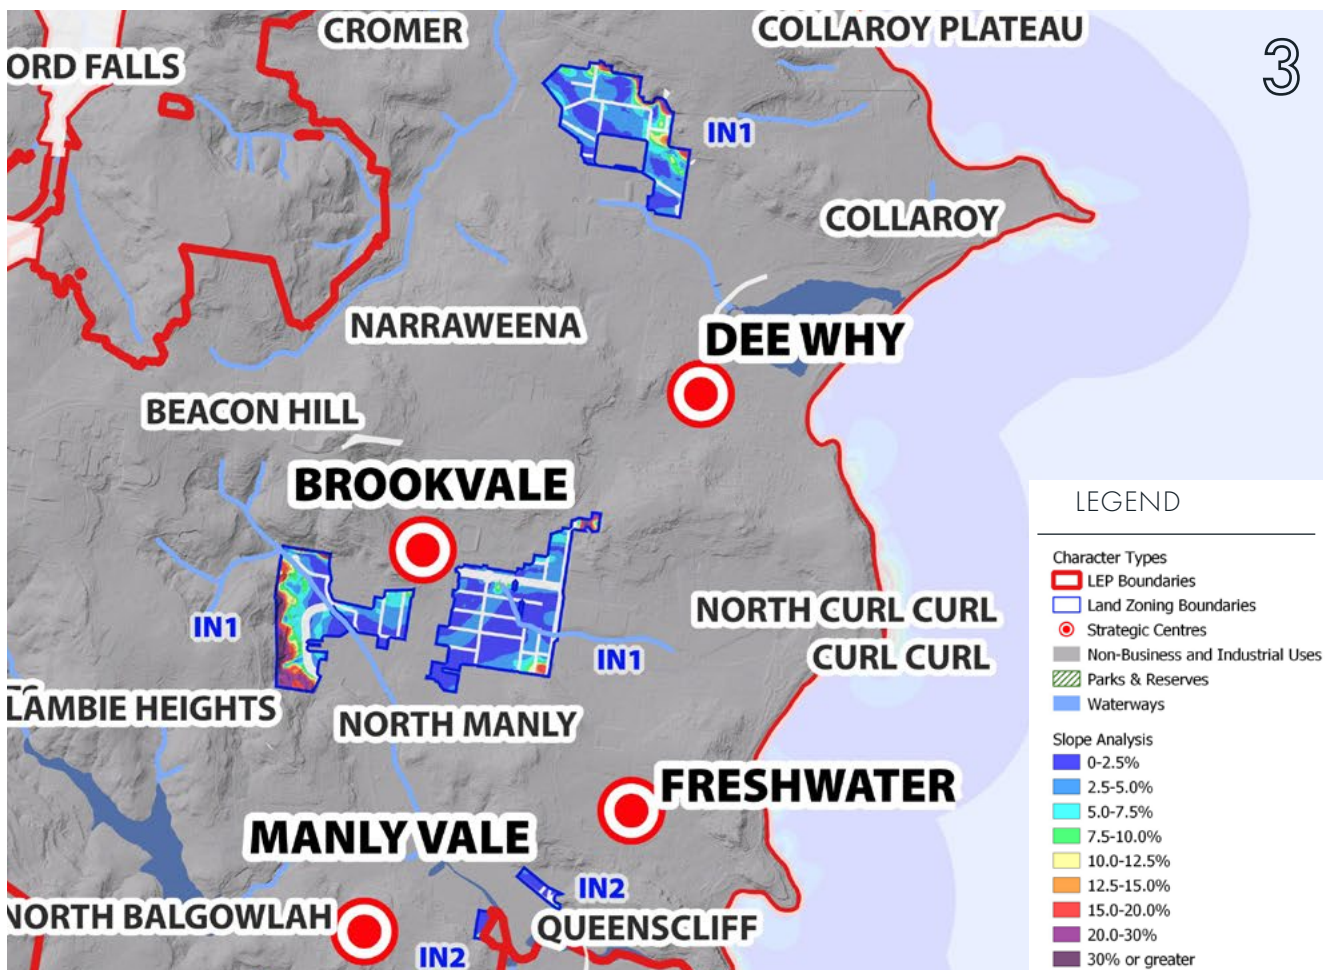 CROMER
COLLAROY PLATEAU
3
ORD FALLS
IN1
COLLAROY
NARRAWEENA
DEE WHY
BEACON HILL
BROOKVALE
IN1
NORTH CURL CURL
IN1
CURL CURL
LAMBIE HEIGHTS
NORTH MANLY
FRESHWATER
MANLY VALE
IN2
NORTH BALGOWLAH
QUEENSCLIFF
IN2
LEGEND
Character Types
LEP Boundaries
Land Zoning Boundaries
Strategic Centres
Non-Business and Industrial Uses
Parks & Reserves
Waterways
Slope Analysis
0-2.5%
2.5-5.0%
5.0-7.5%
7.5-10.0%
10.0-12.5%
12.5-15.0%
15.0-20.0%
20.0-30%
30% or greater